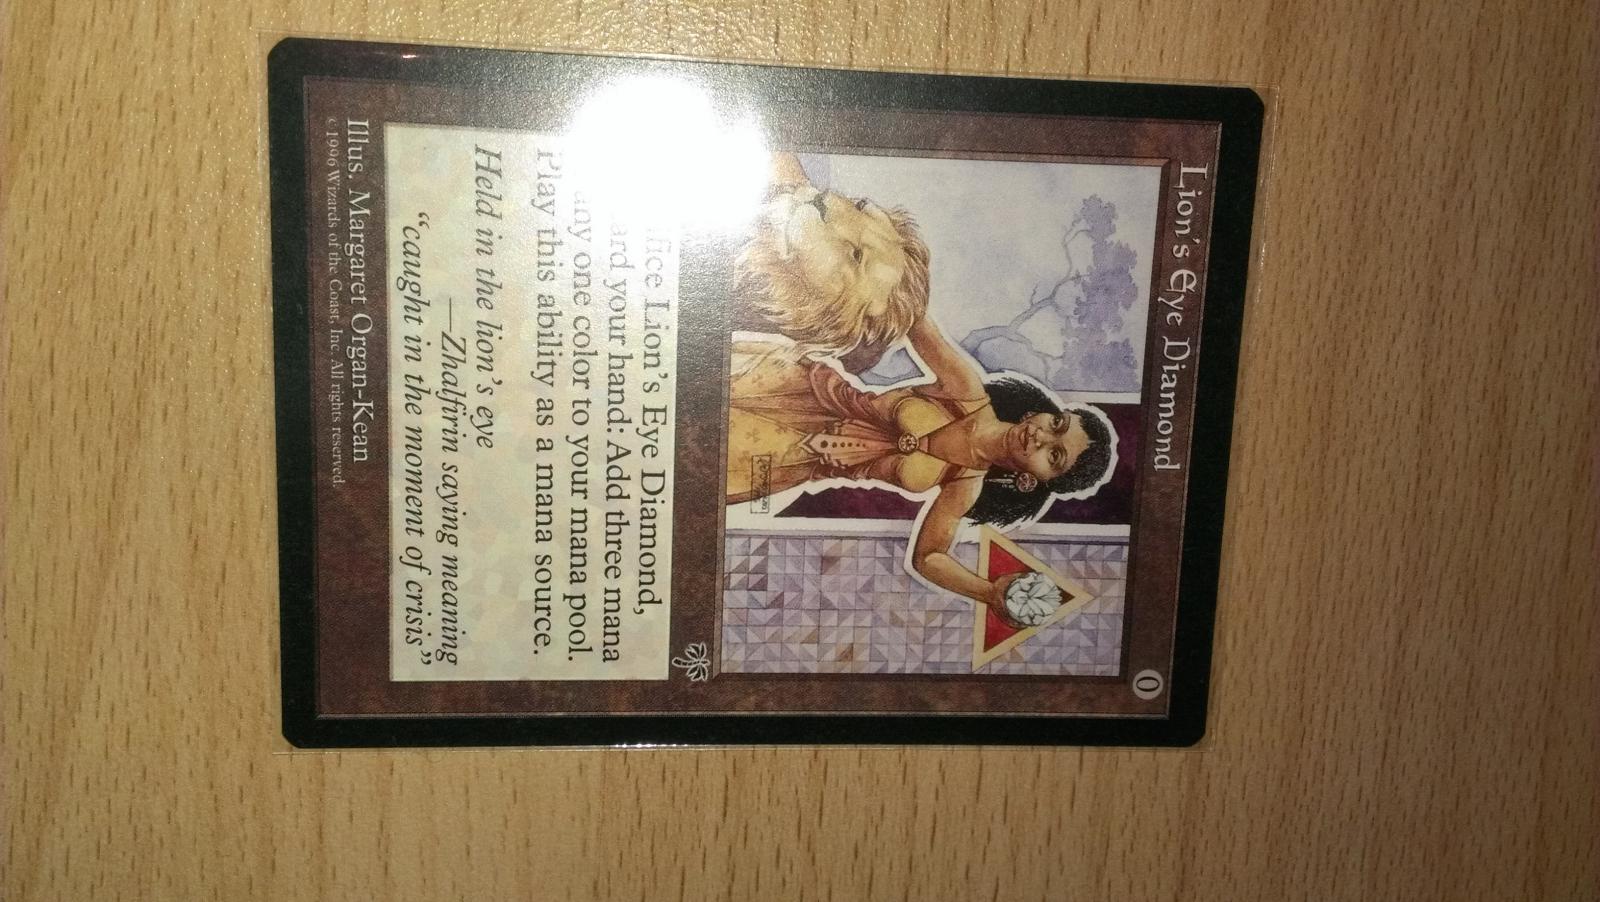 Lion's Eye Diamond
0
Lion's Eye Diamond,
your hand: Add three mana
any one color to your mana pool.
Play this ability as a mana source.
Held in the lion's eye
—Zhalfirin saying meaning
“caught in the moment of crisis”
Illus. Margaret Organ-Kean
© 1996 Wizards of the Coast, Inc. All rights reserved.